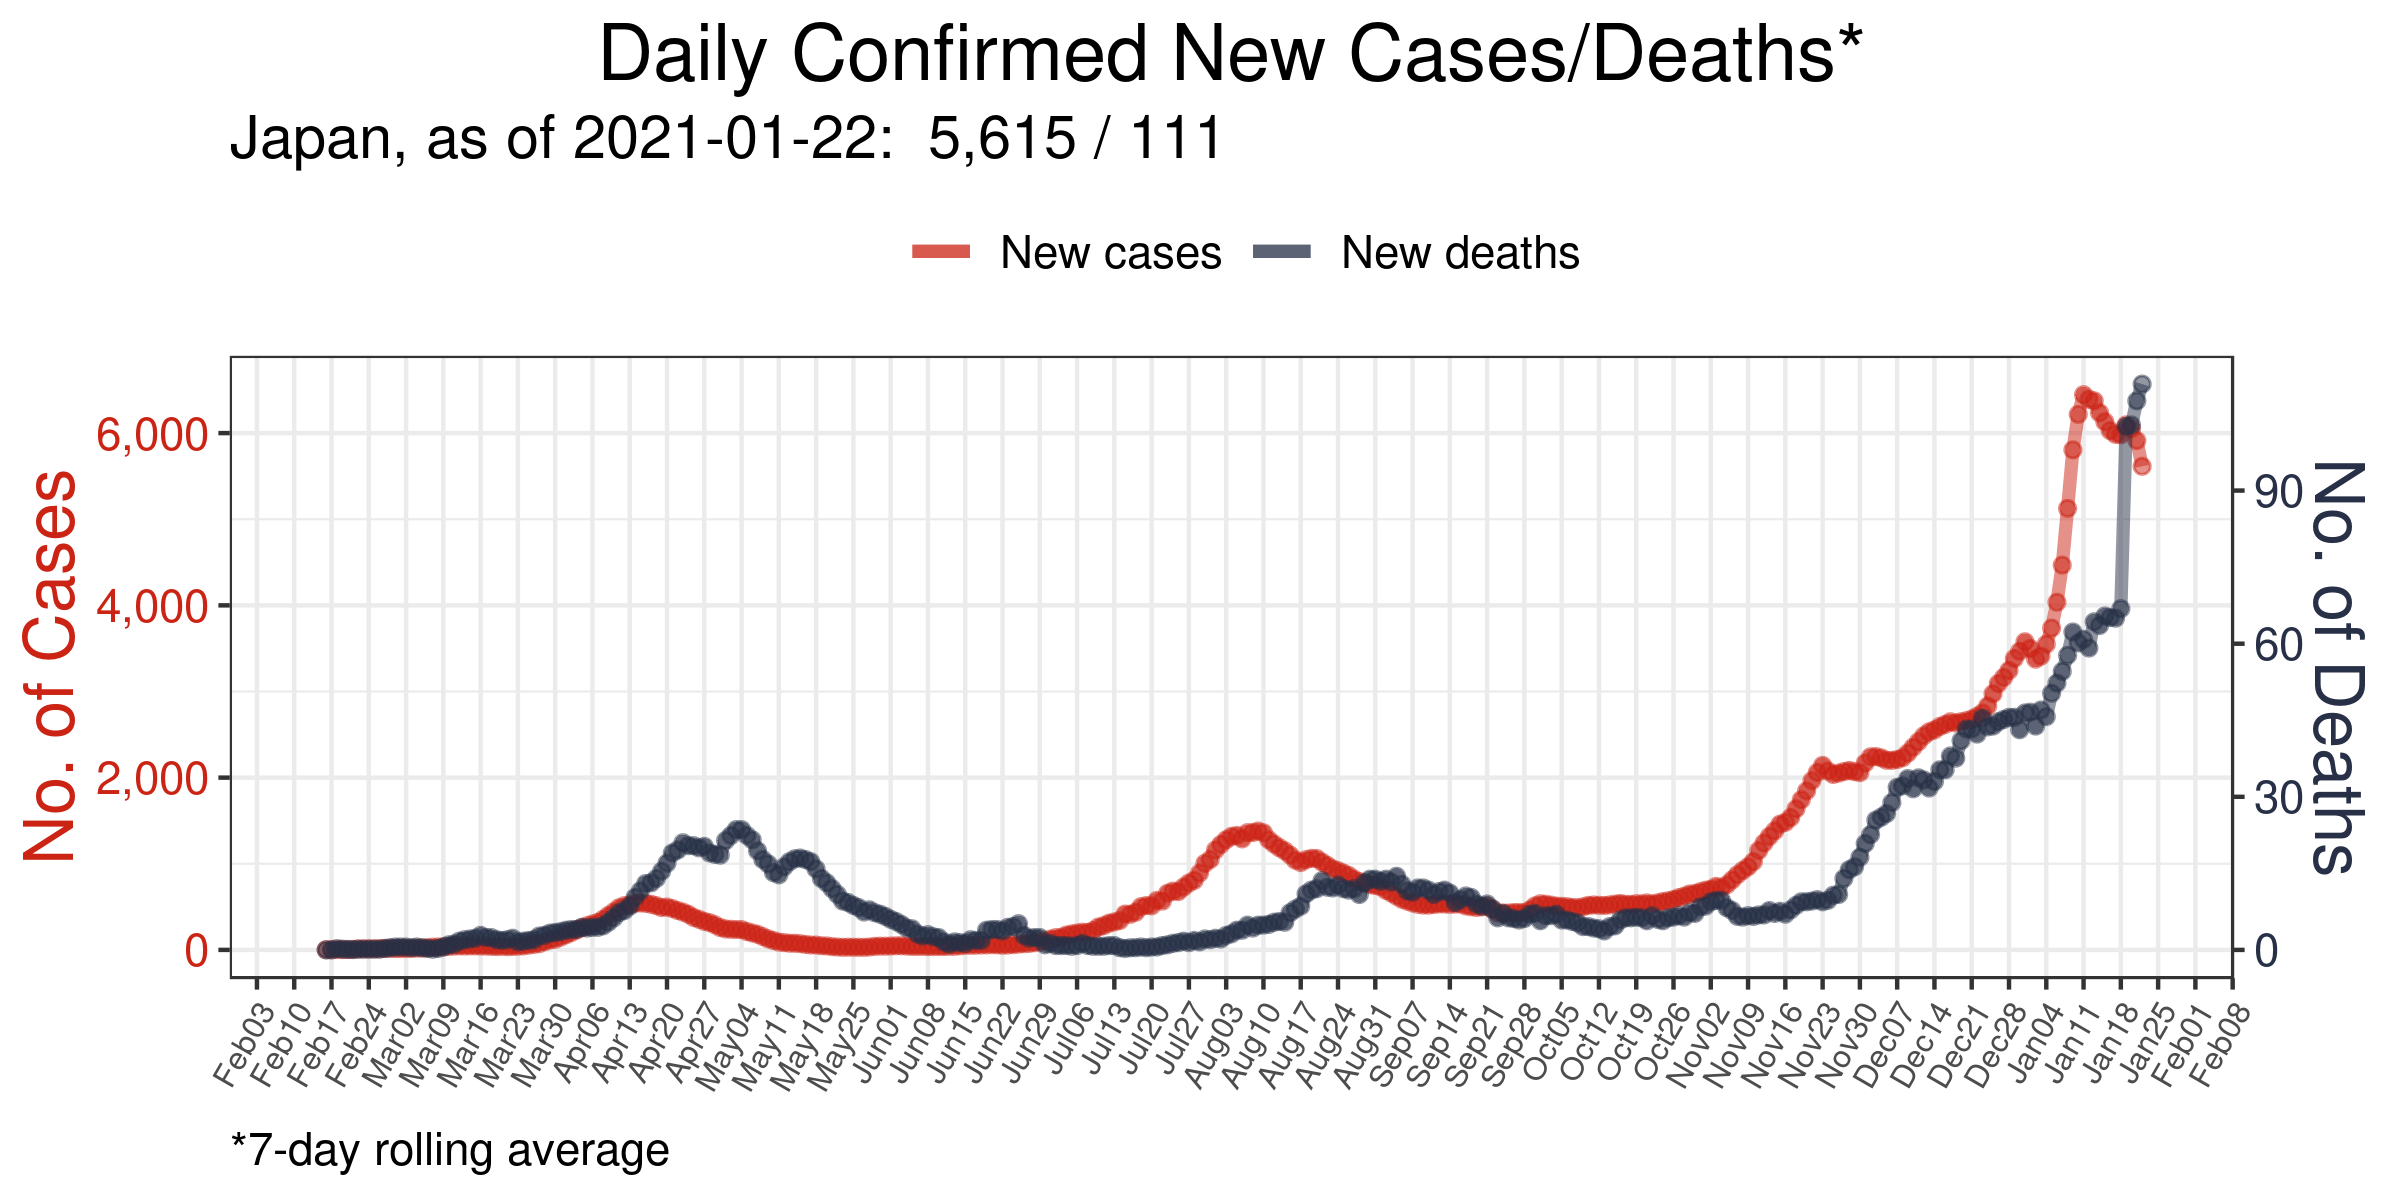 Daily Confirmed New Cases/Deaths*
Japan, as of 2021-01-22:  5,615 / 111
New cases
New deaths
No. of Cases
6,000
4,000
2,000
0
No. of Deaths
90
60
30
0
Feb03
Feb10
Feb17
Feb24
Mar02
Mar09
Mar16
Mar23
Mar30
Apr06
Apr13
Apr20
Apr27
May04
May11
May18
May25
Jun01
Jun08
Jun15
Jun22
Jun29
Jul06
Jul13
Jul20
Jul27
Aug03
Aug10
Aug17
Aug24
Aug31
Sep07
Sep14
Sep21
Sep28
Oct05
Oct12
Oct19
Oct26
Nov02
Nov09
Nov16
Nov23
Nov30
Dec07
Dec14
Dec21
Dec28
Jan04
Jan11
Jan18
Jan25
Feb01
Feb08
*7-day rolling average